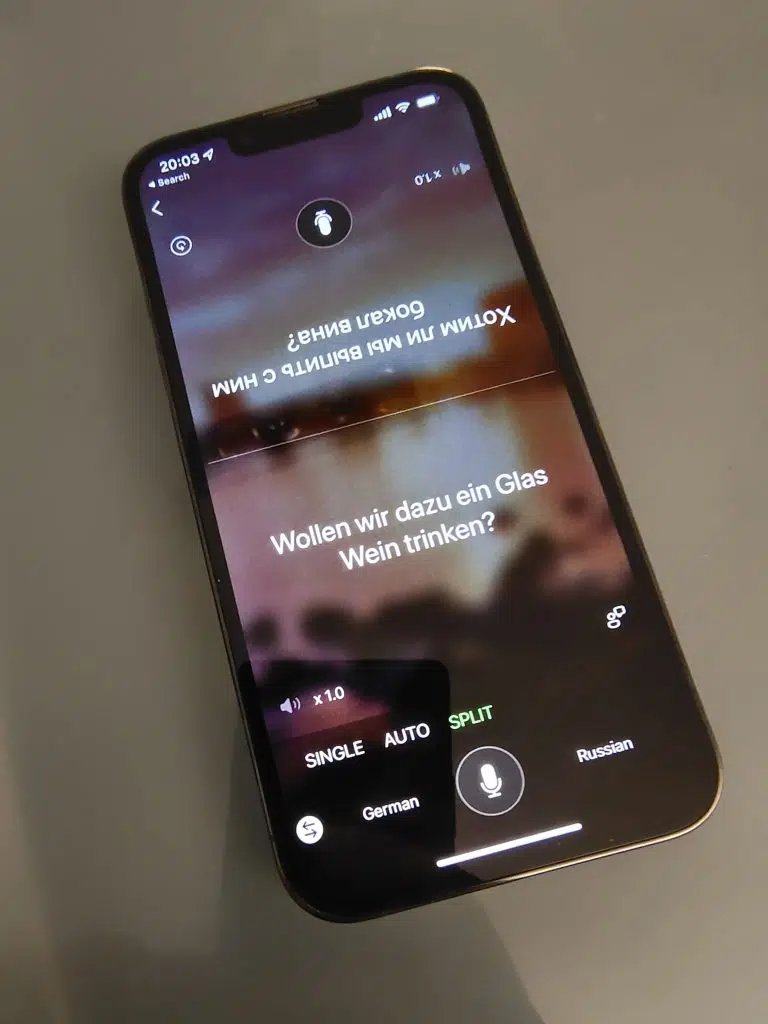 20:03
Search
x 1.0
Хотим ли мы выпить с ним
бокал вина?
Wollen wir dazu ein Glas
Wein trinken?
x 1.0
SINGLE AUTO SPLIT
German Russian